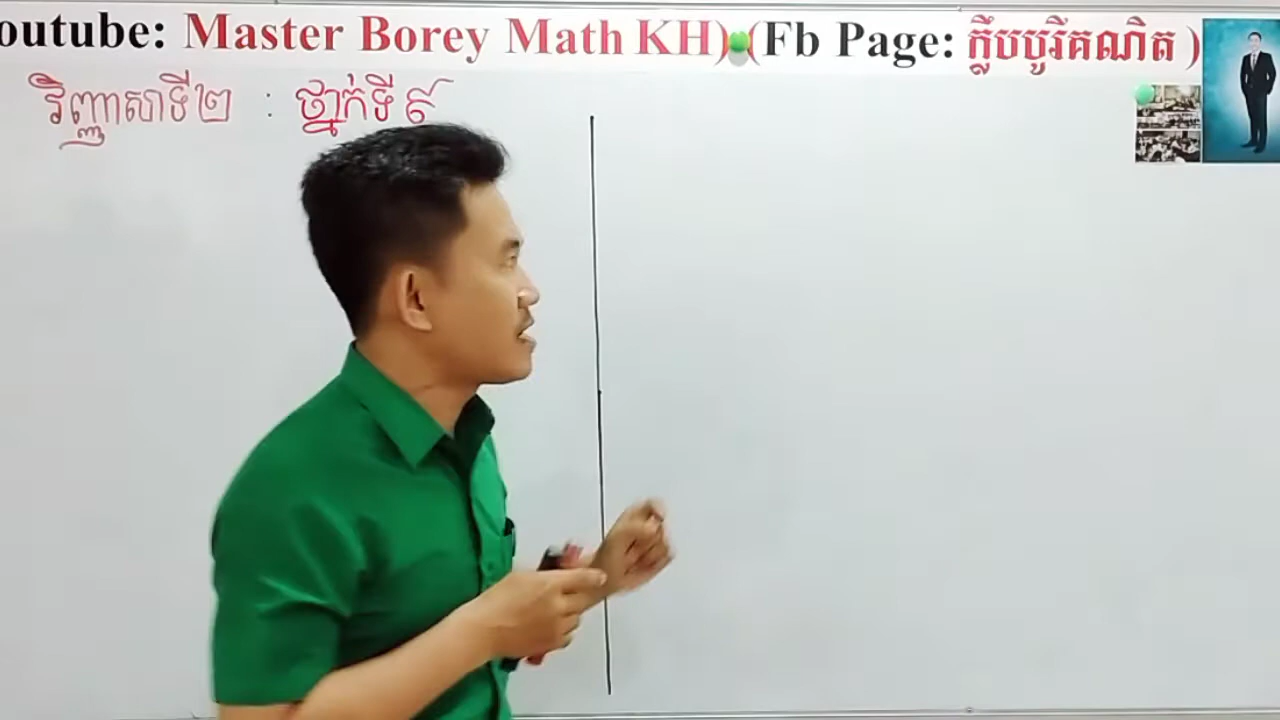 outube: Master Borey Math KH) (Fb Page: ក្លឹបបូរីគណិត )
វិញ្ញាសាទី២ : ថ្នាក់ទី៩